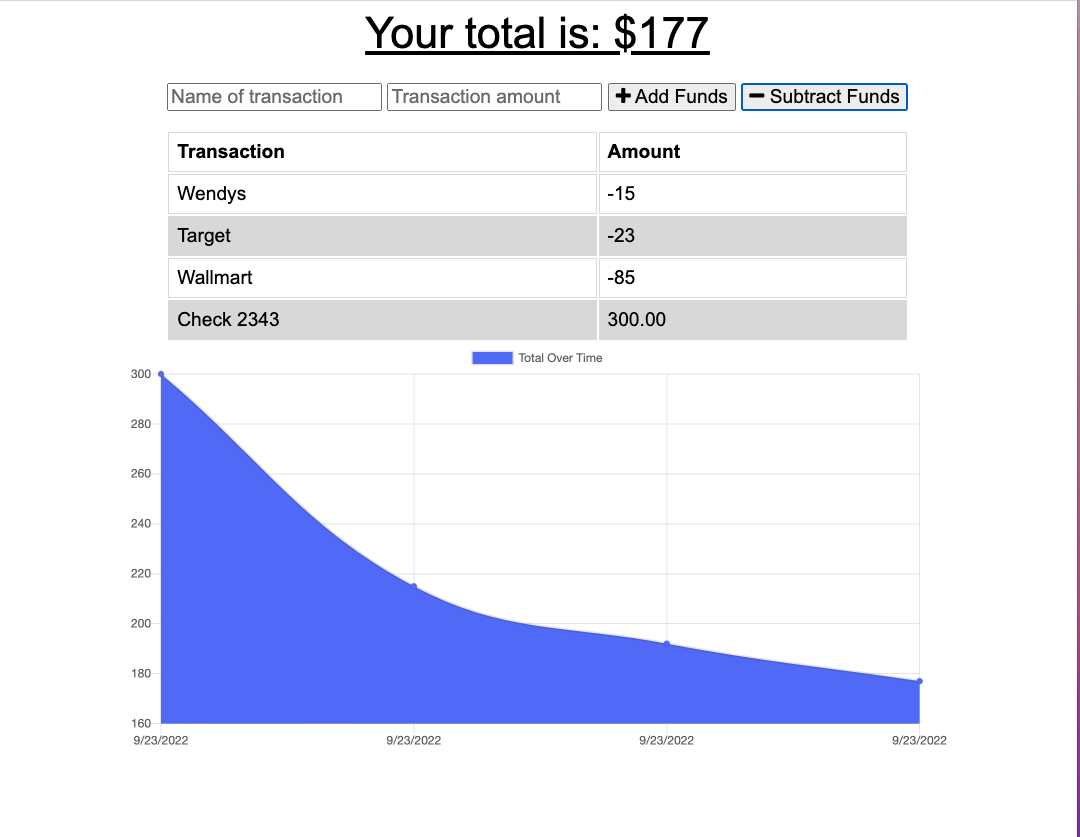 Your total is: $177
Name of transaction Transaction amount Add Funds Subtract Funds
Transaction Amount
Wendys -15
Target -23
Wallmart -85
Check 2343 300.00
Total Over Time
300
280
260
240
220
200
180
160
9/23/2022 9/23/2022 9/23/2022 9/23/2022